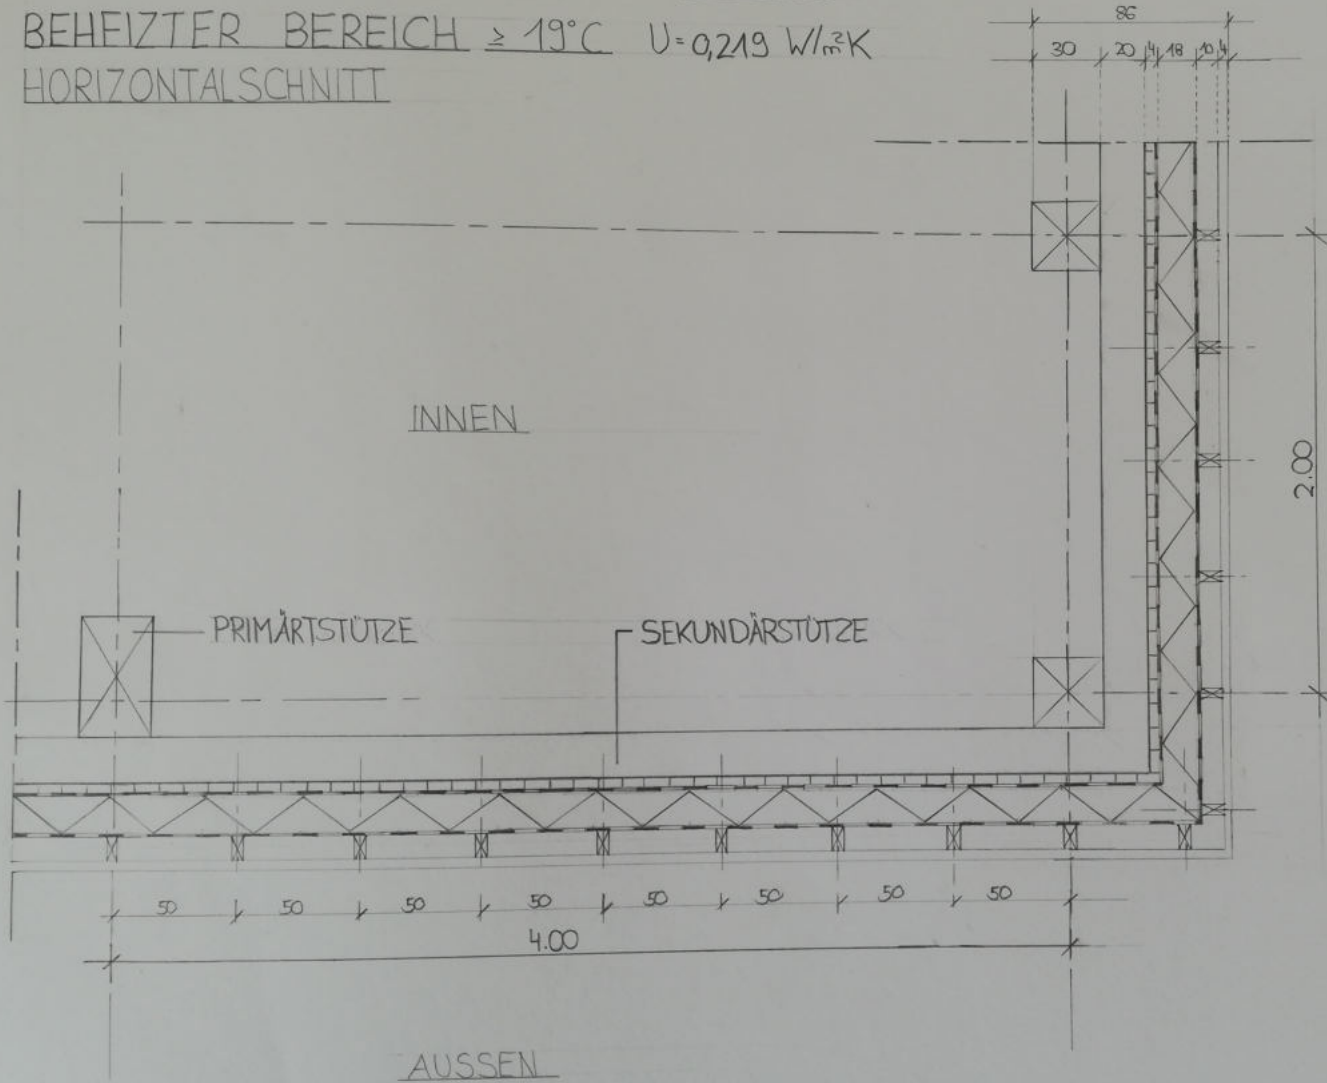 BEHEIZTER BEREICH ≥ 19°C U=0,219 W/m²K
HORIZONTALSCHNITT
86
30 20 4 18 10 4
INNEN
2.00
PRIMÄRTSTÜTZE
SEKUNDÄRSTÜTZE
50 50 50 50 50 50 50 50
4.00
AUSSEN